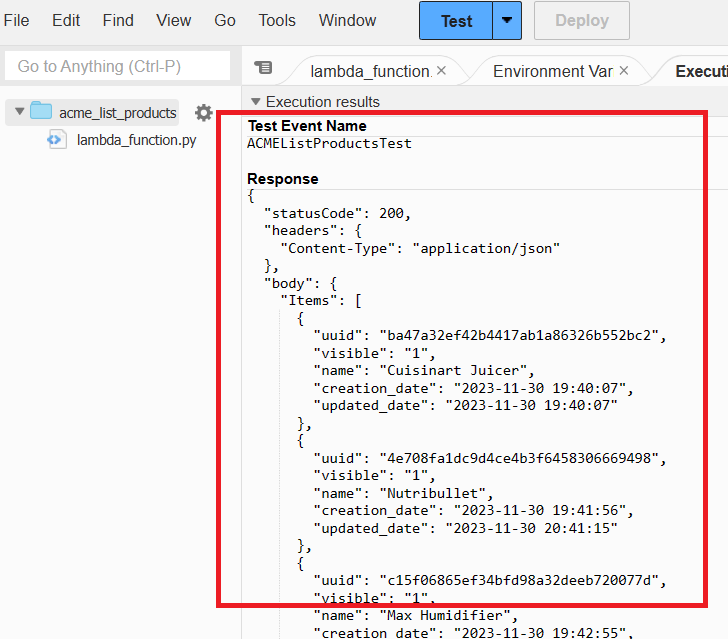 File Edit Find View Go Tools Window Test Deploy
Go to Anything (Ctrl-P)
lambda_function. × Environment Var × Executi
acme_list_products
lambda_function.py
Execution results
Test Event Name
ACMEListProductsTest
Response
{
"statusCode": 200,
"headers": {
"Content-Type": "application/json"
},
"body": {
"Items": [
{
"uuid": "ba47a32ef42b4417ab1a86326b552bc2",
"visible": "1",
"name": "Cuisinart Juicer",
"creation_date": "2023-11-30 19:40:07",
"updated_date": "2023-11-30 19:40:07"
},
{
"uuid": "4e708fa1dc9d4ce4b3f6458306669498",
"visible": "1",
"name": "Nutribullet",
"creation_date": "2023-11-30 19:41:56",
"updated_date": "2023-11-30 20:41:15"
},
{
"uuid": "c15f06865ef34bfd98a32deeb720077d",
"visible": "1",
"name": "Max Humidifier",
"creation_date": "2023-11-30 19:42:55",